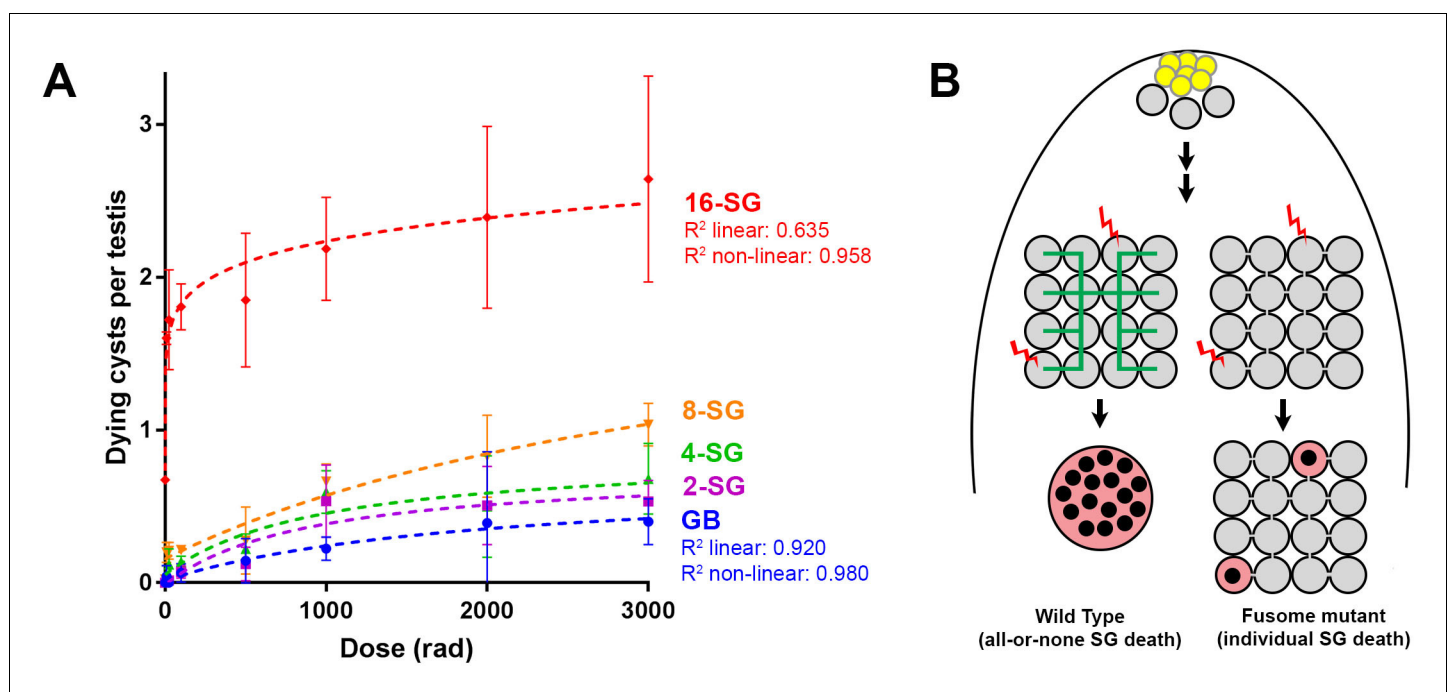 A
Dying cysts per testis
3
2
1
0
0
1000
2000
3000
Dose (rad)
16-SG
R² linear: 0.635
R² non-linear: 0.958
8-SG
4-SG
2-SG
GB
R² linear: 0.920
R² non-linear: 0.980
B
Wild Type
(all-or-none SG death)
Fusome mutant
(individual SG death)